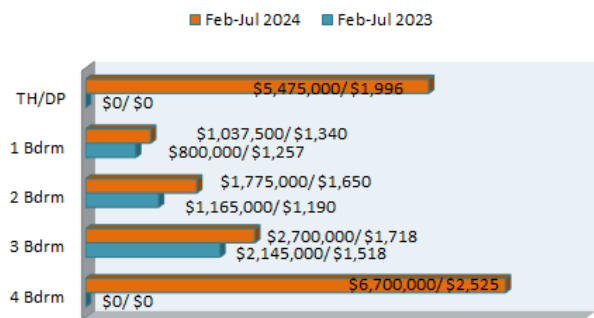 Feb-Jul 2024 Feb-Jul 2023
TH/DP
$5,475,000/ $1,996
$0/ $0
1 Bdrm
$1,037,500/ $1,340
$800,000/ $1,257
2 Bdrm
$1,775,000/ $1,650
$1,165,000/ $1,190
3 Bdrm
$2,700,000/ $1,718
$2,145,000/ $1,518
4 Bdrm
$6,700,000/ $2,525
$0/ $0